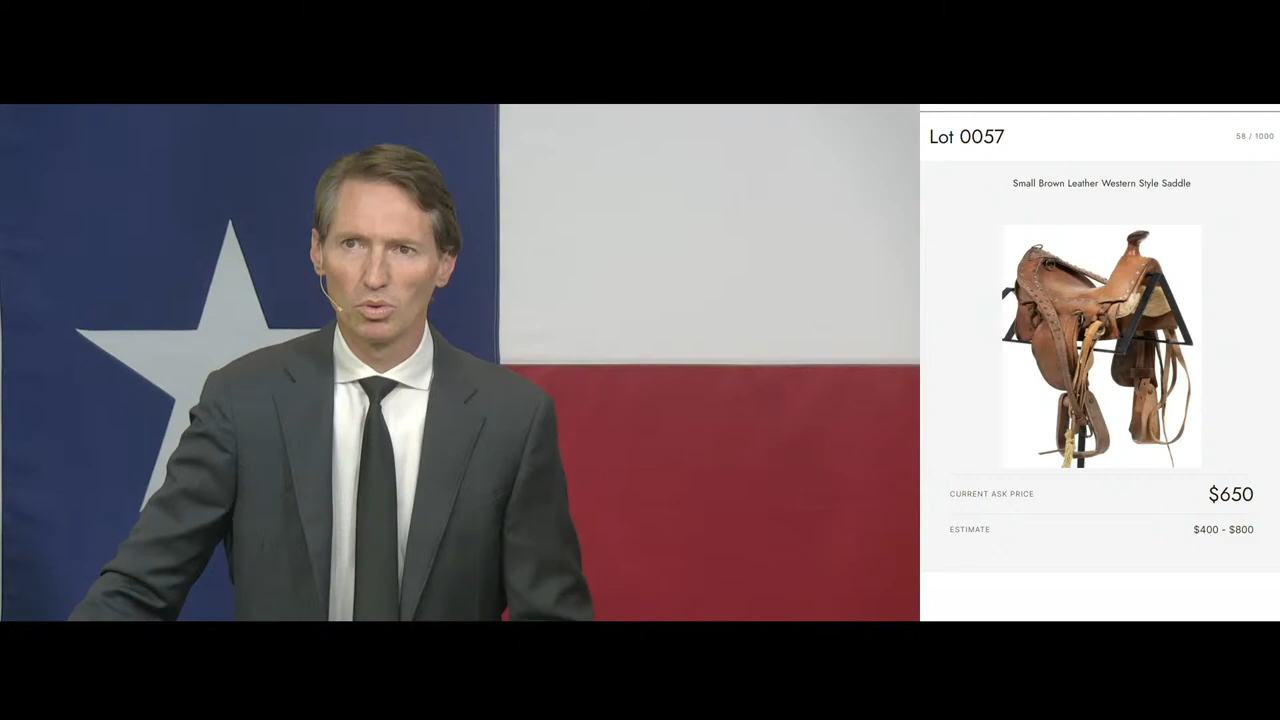 Lot 0057
58 / 1000
Small Brown Leather Western Style Saddle
CURRENT ASK PRICE
$650
ESTIMATE
$400 - $800